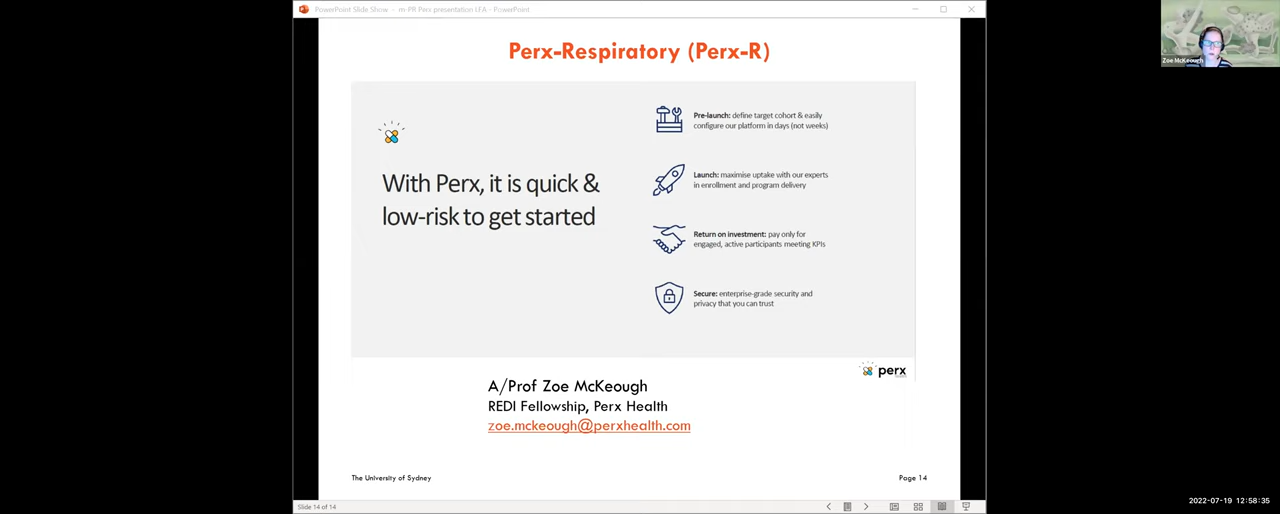 PowerPoint Slide Show - m-PR Perx presentation LFA - PowerPoint
Zoe McKeough
Perx-Respiratory (Perx-R)
With Perx, it is quick &
low-risk to get started
Pre-launch: define target cohort & easily
configure our platform in days (not weeks)
Launch: maximise uptake with our experts
in enrollment and program delivery
Return on investment: pay only for
engaged, active participants meeting KPIs
Secure: enterprise-grade security and
privacy that you can trust
perx
A/Prof Zoe McKeough
REDI Fellowship, Perx Health
zoe.mckeough@perxhealth.com
The University of Sydney
Page 14
Slide 14 of 14
2022-07-19 12:58:35